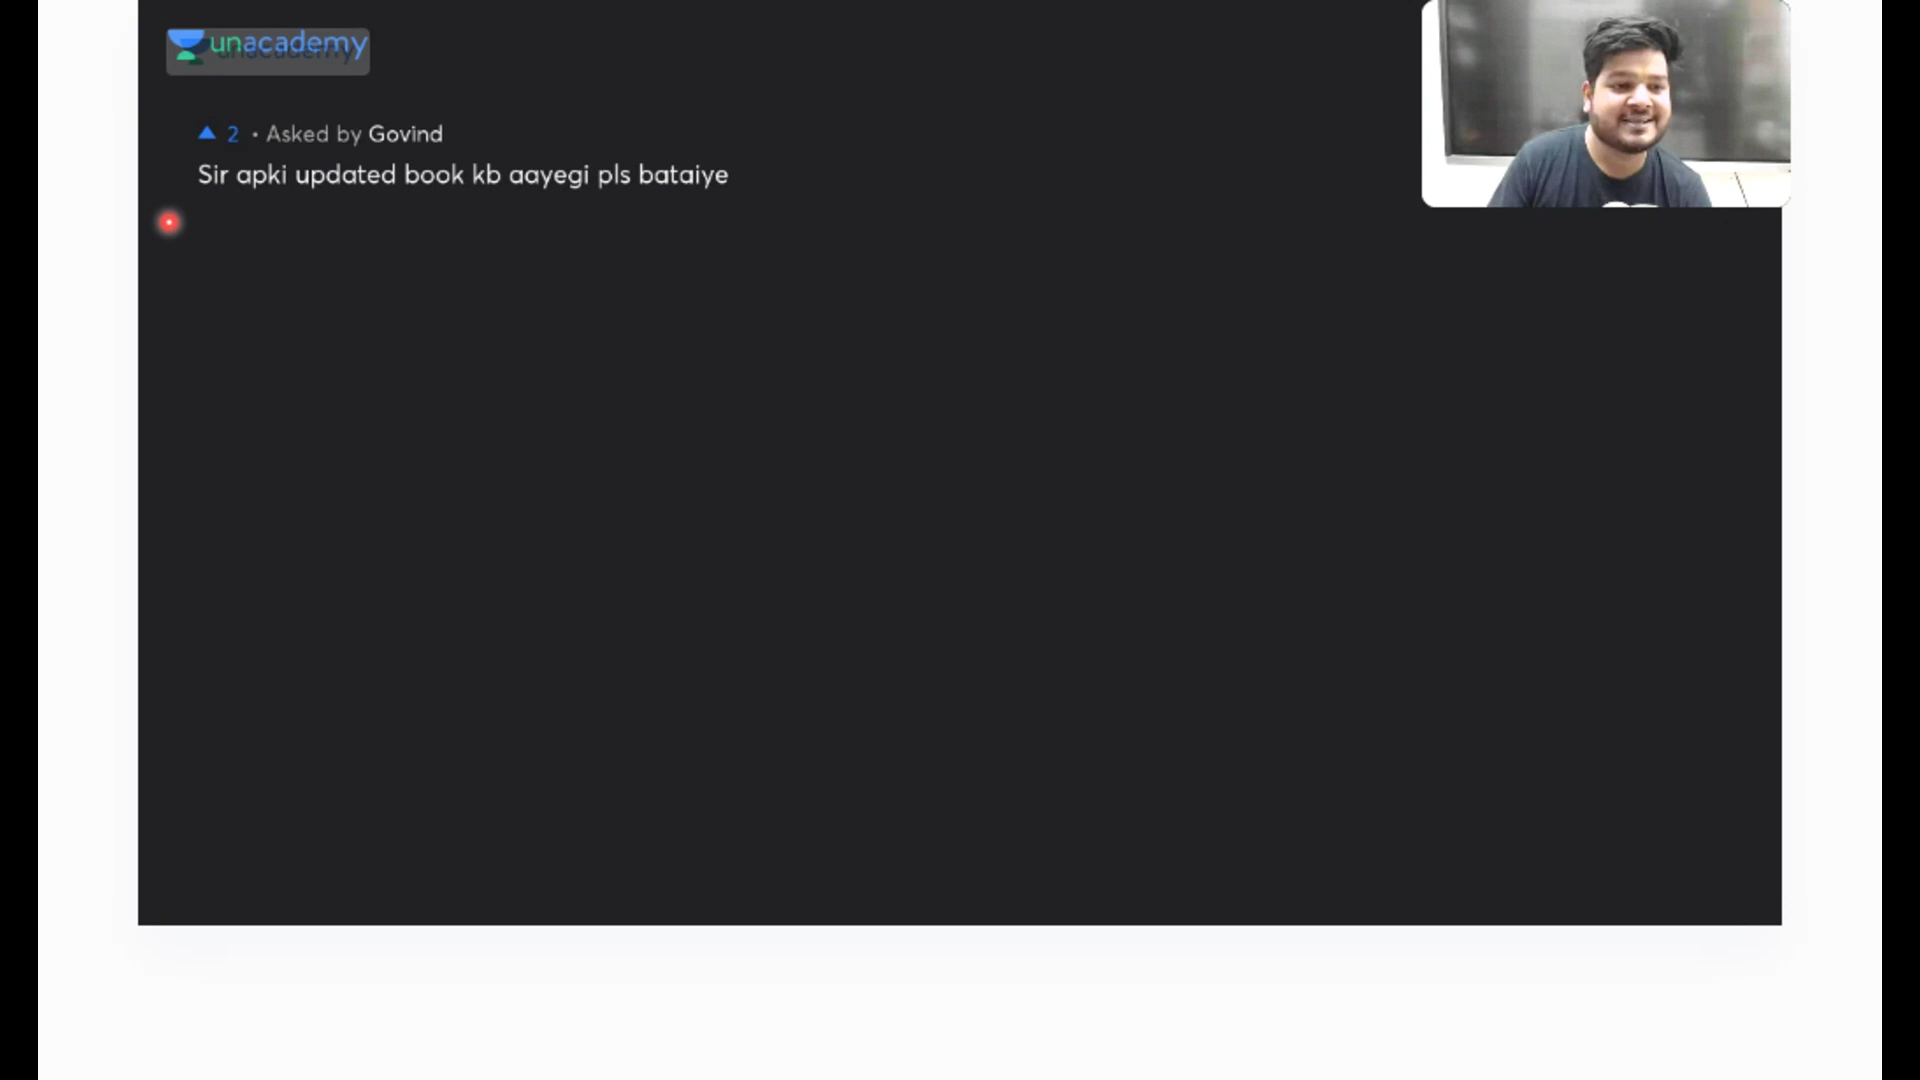 unacademy
2 • Asked by Govind
Sir apki updated book kb aayegi pls bataiye